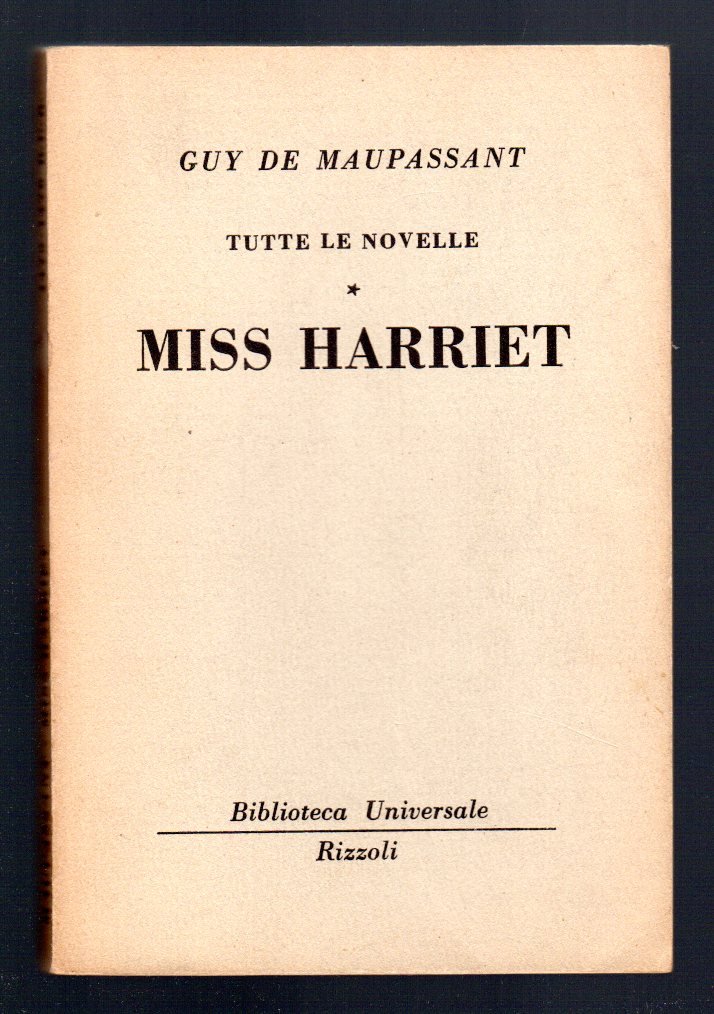 GUY DE MAUPASSANT
TUTTE LE NOVELLE
★
MISS HARRIET
Biblioteca Universale
Rizzoli